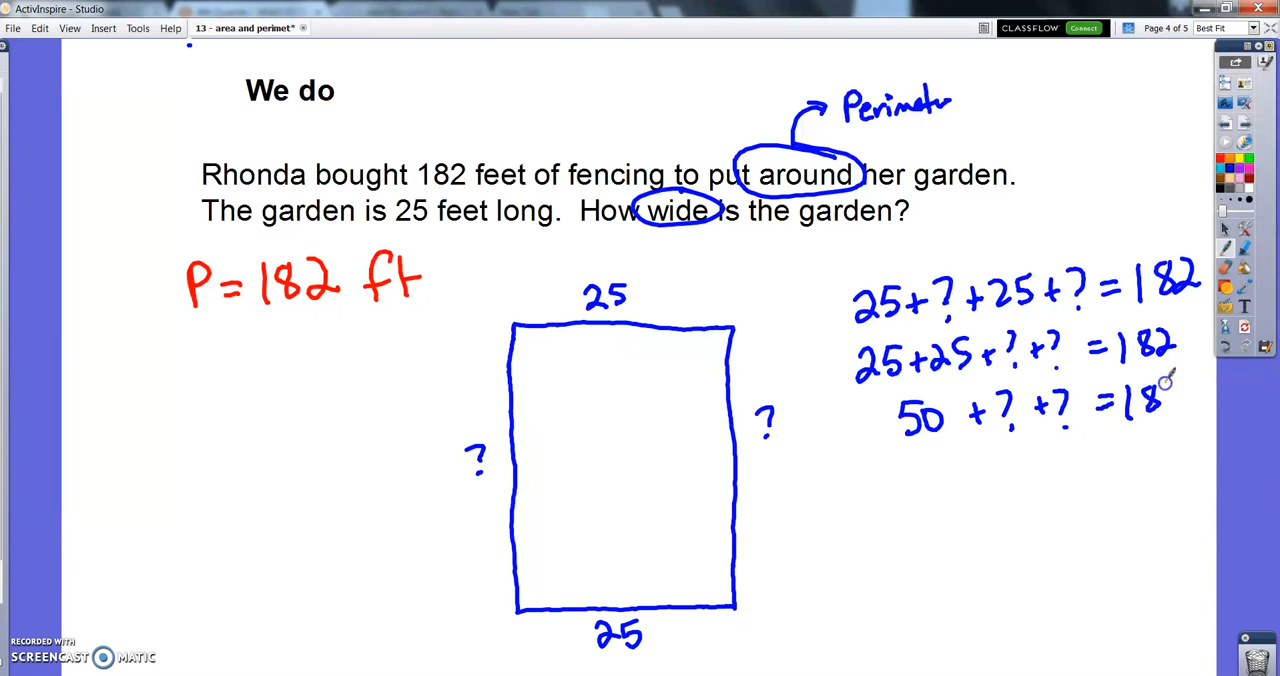 ActivInspire - Studio
File Edit View Insert Tools Help 13 - area and perimet* CLASSFLOW Connect Page 4 of 5 Best Fit
We do
Perimeter
Rhonda bought 182 feet of fencing to put around her garden.
The garden is 25 feet long. How wide is the garden?
P = 182 ft
25
? ?
25
25 + ? + 25 + ? = 182
25 + 25 + ? + ? = 182
50 + ? + ? = 18
RECORDED WITH
SCREENCAST MATIC